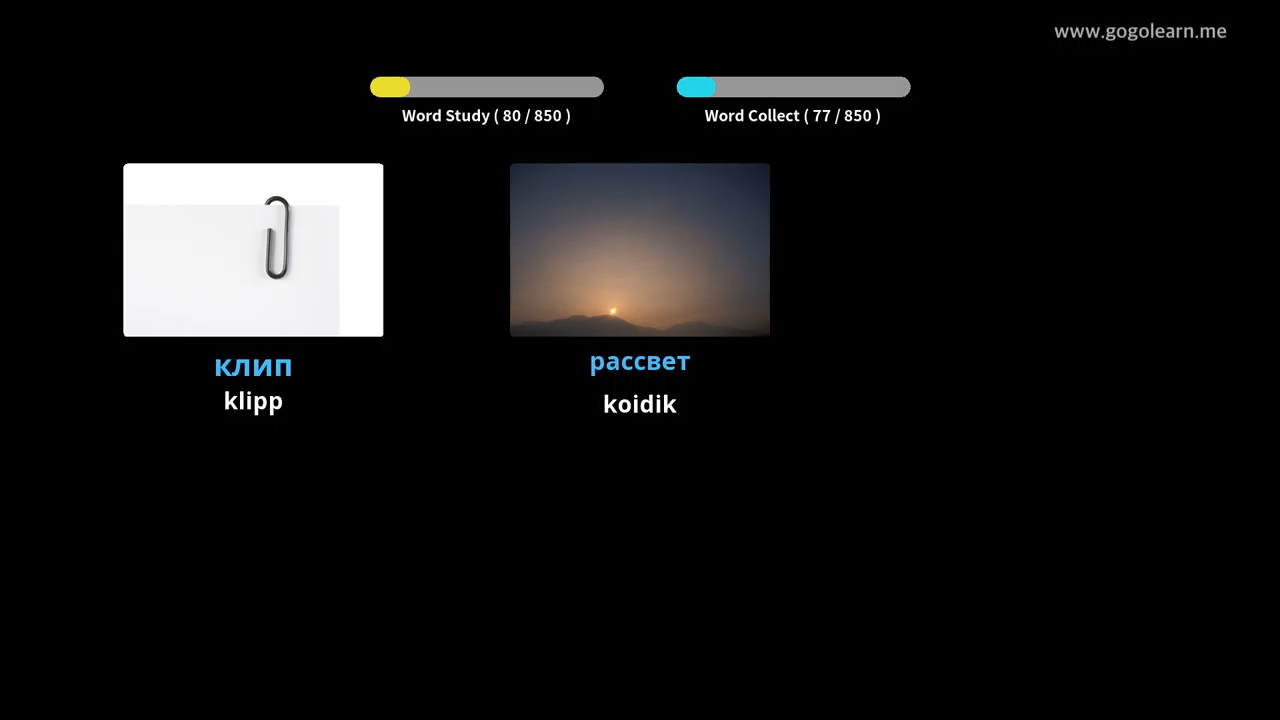 www.gogolearn.me
Word Study ( 80 / 850 )
Word Collect ( 77 / 850 )
клип
klipp
рассвет
koidik